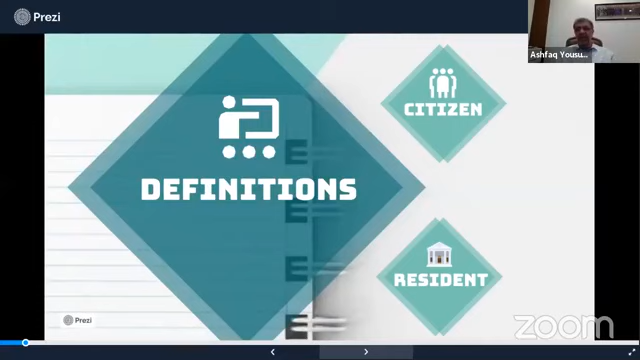 Prezi
Ashfaq Yousu...
CITIZEN
DEFINITIONS
RESIDENT
Prezi
zoom